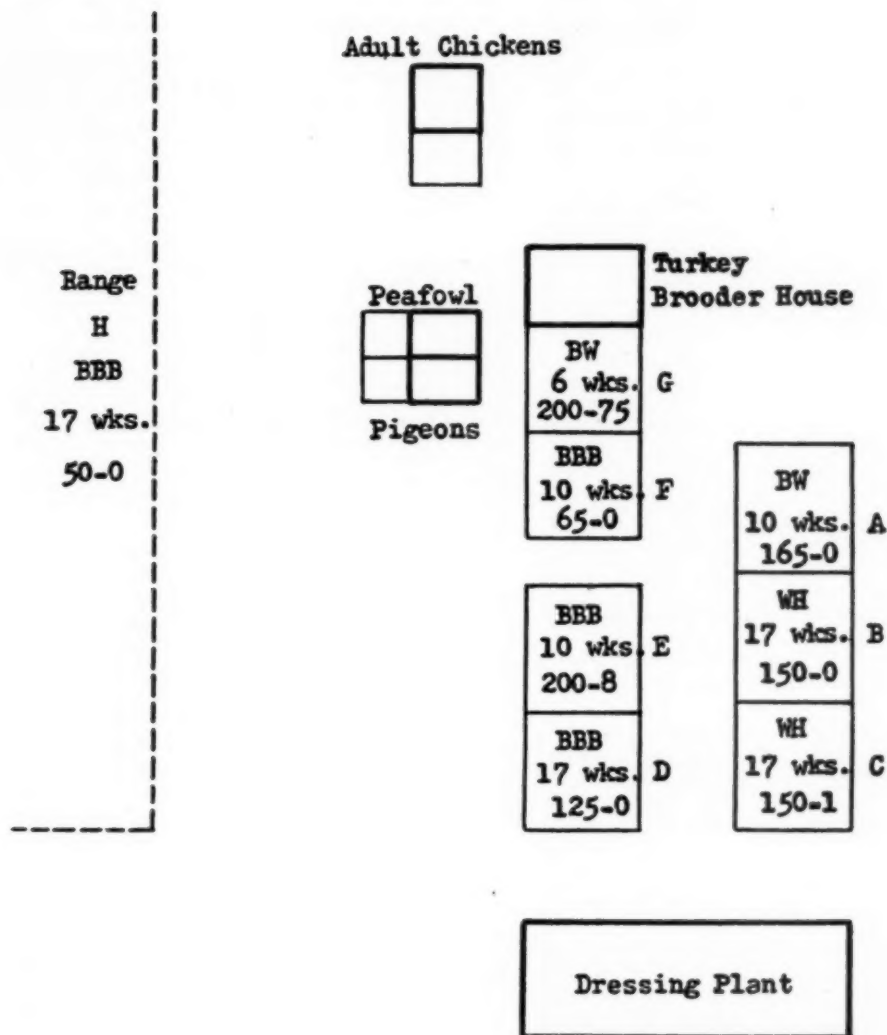 Adult Chickens
Range
H
BBB
17 wks.
50-0
Peafowl
Pigeons
Turkey
Brooder House
BW
6 wks. G
200-75
BBB
10 wks. F
65-0
BW
10 wks. A
165-0
BBB
10 wks. E
200-8
WH
17 wks. B
150-0
BBB
17 wks. D
125-0
WH
17 wks. C
150-1
Dressing Plant